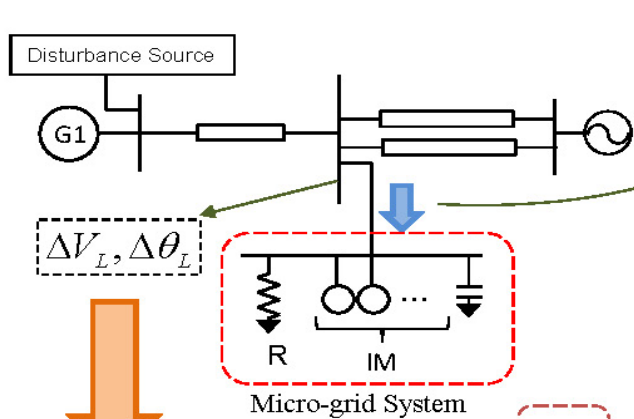 Disturbance Source
G1
ΔV_L, Δθ_L
...
R
IM
Micro-grid System